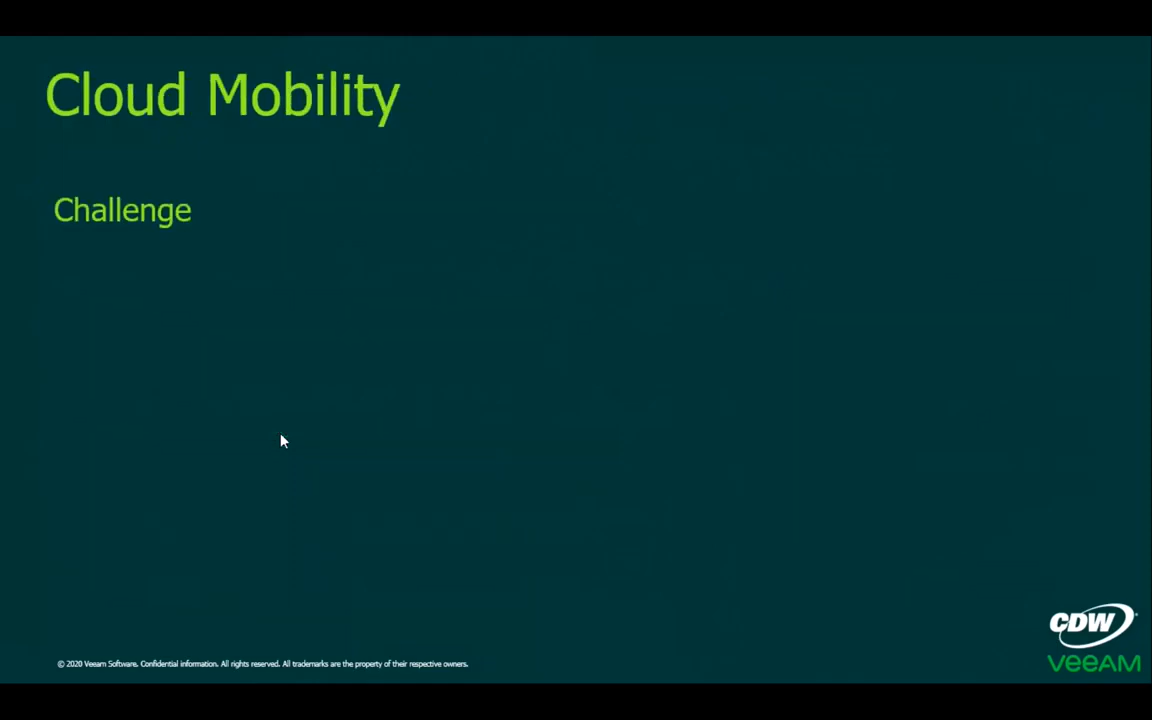 Cloud Mobility
Challenge
CDW
© 2020 Veeam Software. Confidential information. All rights reserved. All trademarks are the property of their respective owners.
VeeAM